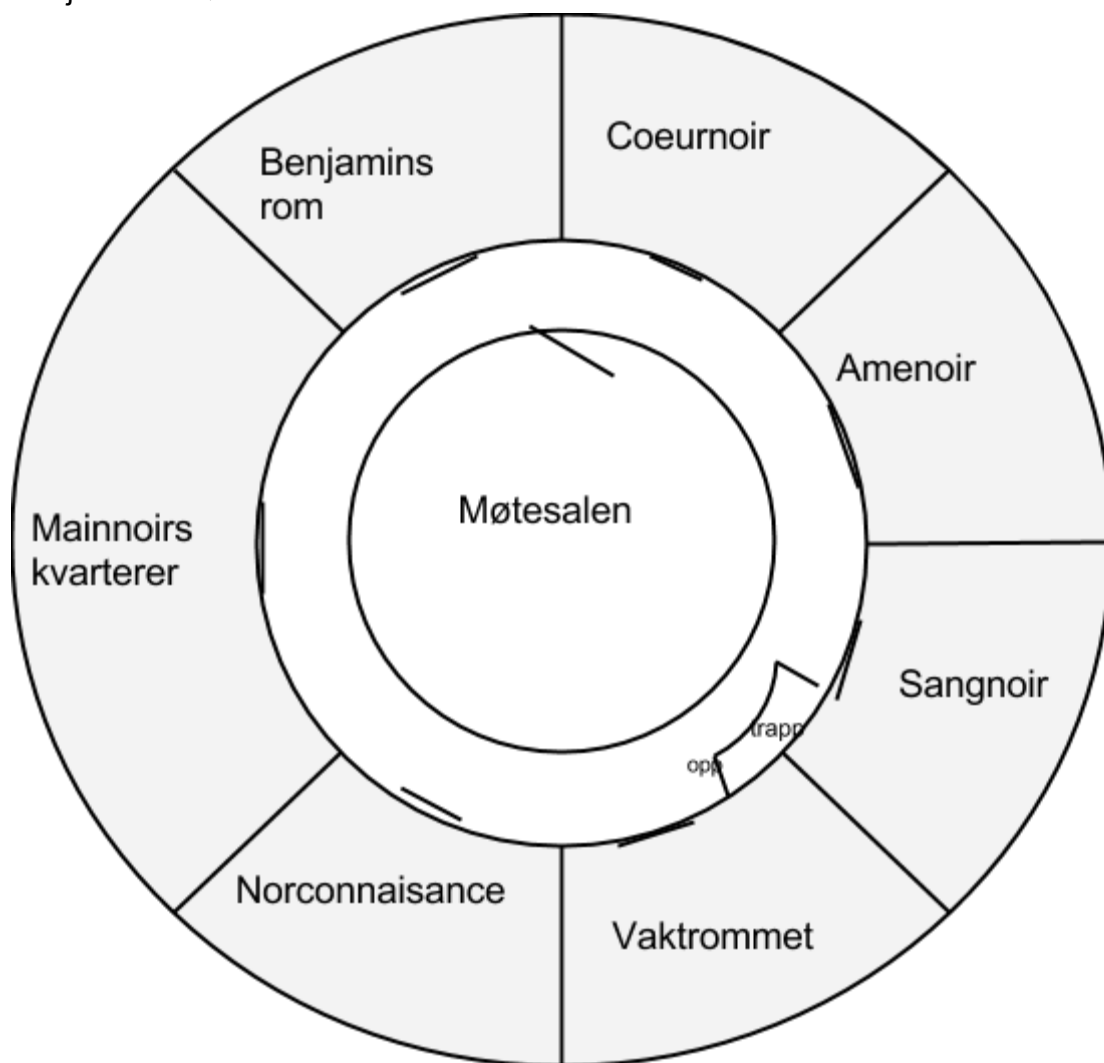 Benjamins
rom
Coeurnoir
Amenoir
Mainnoirs
kvarterer
Møtesalen
Sangnoir
trapp
opp
Norconnaisance
Vaktrommet